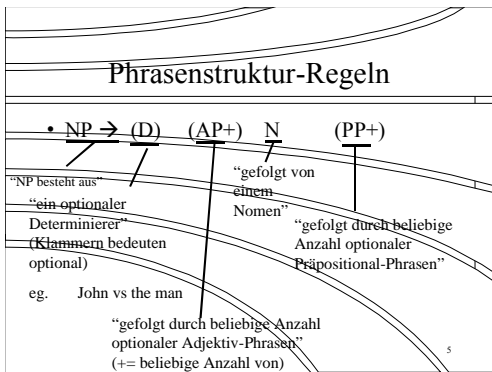 Phrasenstruktur-Regeln
• NP → (D) (AP+) N (PP+)
“NP besteht aus”
“ein optionaler
Determinierer”
(Klammern bedeuten
optional)
“gefolgt von
einem
Nomen”
“gefolgt durch beliebige
Anzahl optionaler
Präpositional-Phrasen”
eg. John vs the man
“gefolgt durch beliebige Anzahl
optionaler Adjektiv-Phrasen”
(+= beliebige Anzahl von)
5